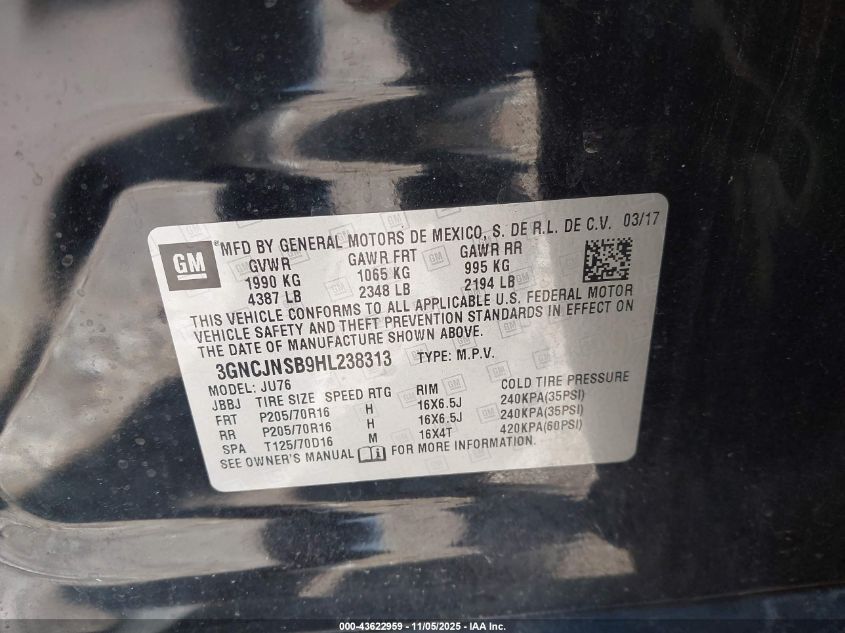 GM
®MFD BY GENERAL MOTORS DE MEXICO, S. DE R.L. DE C.V. 03/17
GVWR GAWR FRT GAWR RR
1990 KG 1065 KG 995 KG
4387 LB 2348 LB 2194 LB
THIS VEHICLE CONFORMS TO ALL APPLICABLE U.S. FEDERAL MOTOR
VEHICLE SAFETY AND THEFT PREVENTION STANDARDS IN EFFECT ON
THE DATE OF MANUFACTURE SHOWN ABOVE.
3GNCJNSB9HL238313 TYPE: M.P.V.
MODEL: JU76
JBBJ TIRE SIZE SPEED RTG RIM COLD TIRE PRESSURE
FRT P205/70R16 H 16X6.5J 240KPA(35PSI)
RR P205/70R16 H 16X6.5J 240KPA(35PSI)
SPA T125/70D16 M 16X4T 420KPA(60PSI)
SEE OWNER'S MANUAL FOR MORE INFORMATION.
000-43622959 - 11/05/2025 - IAA Inc.